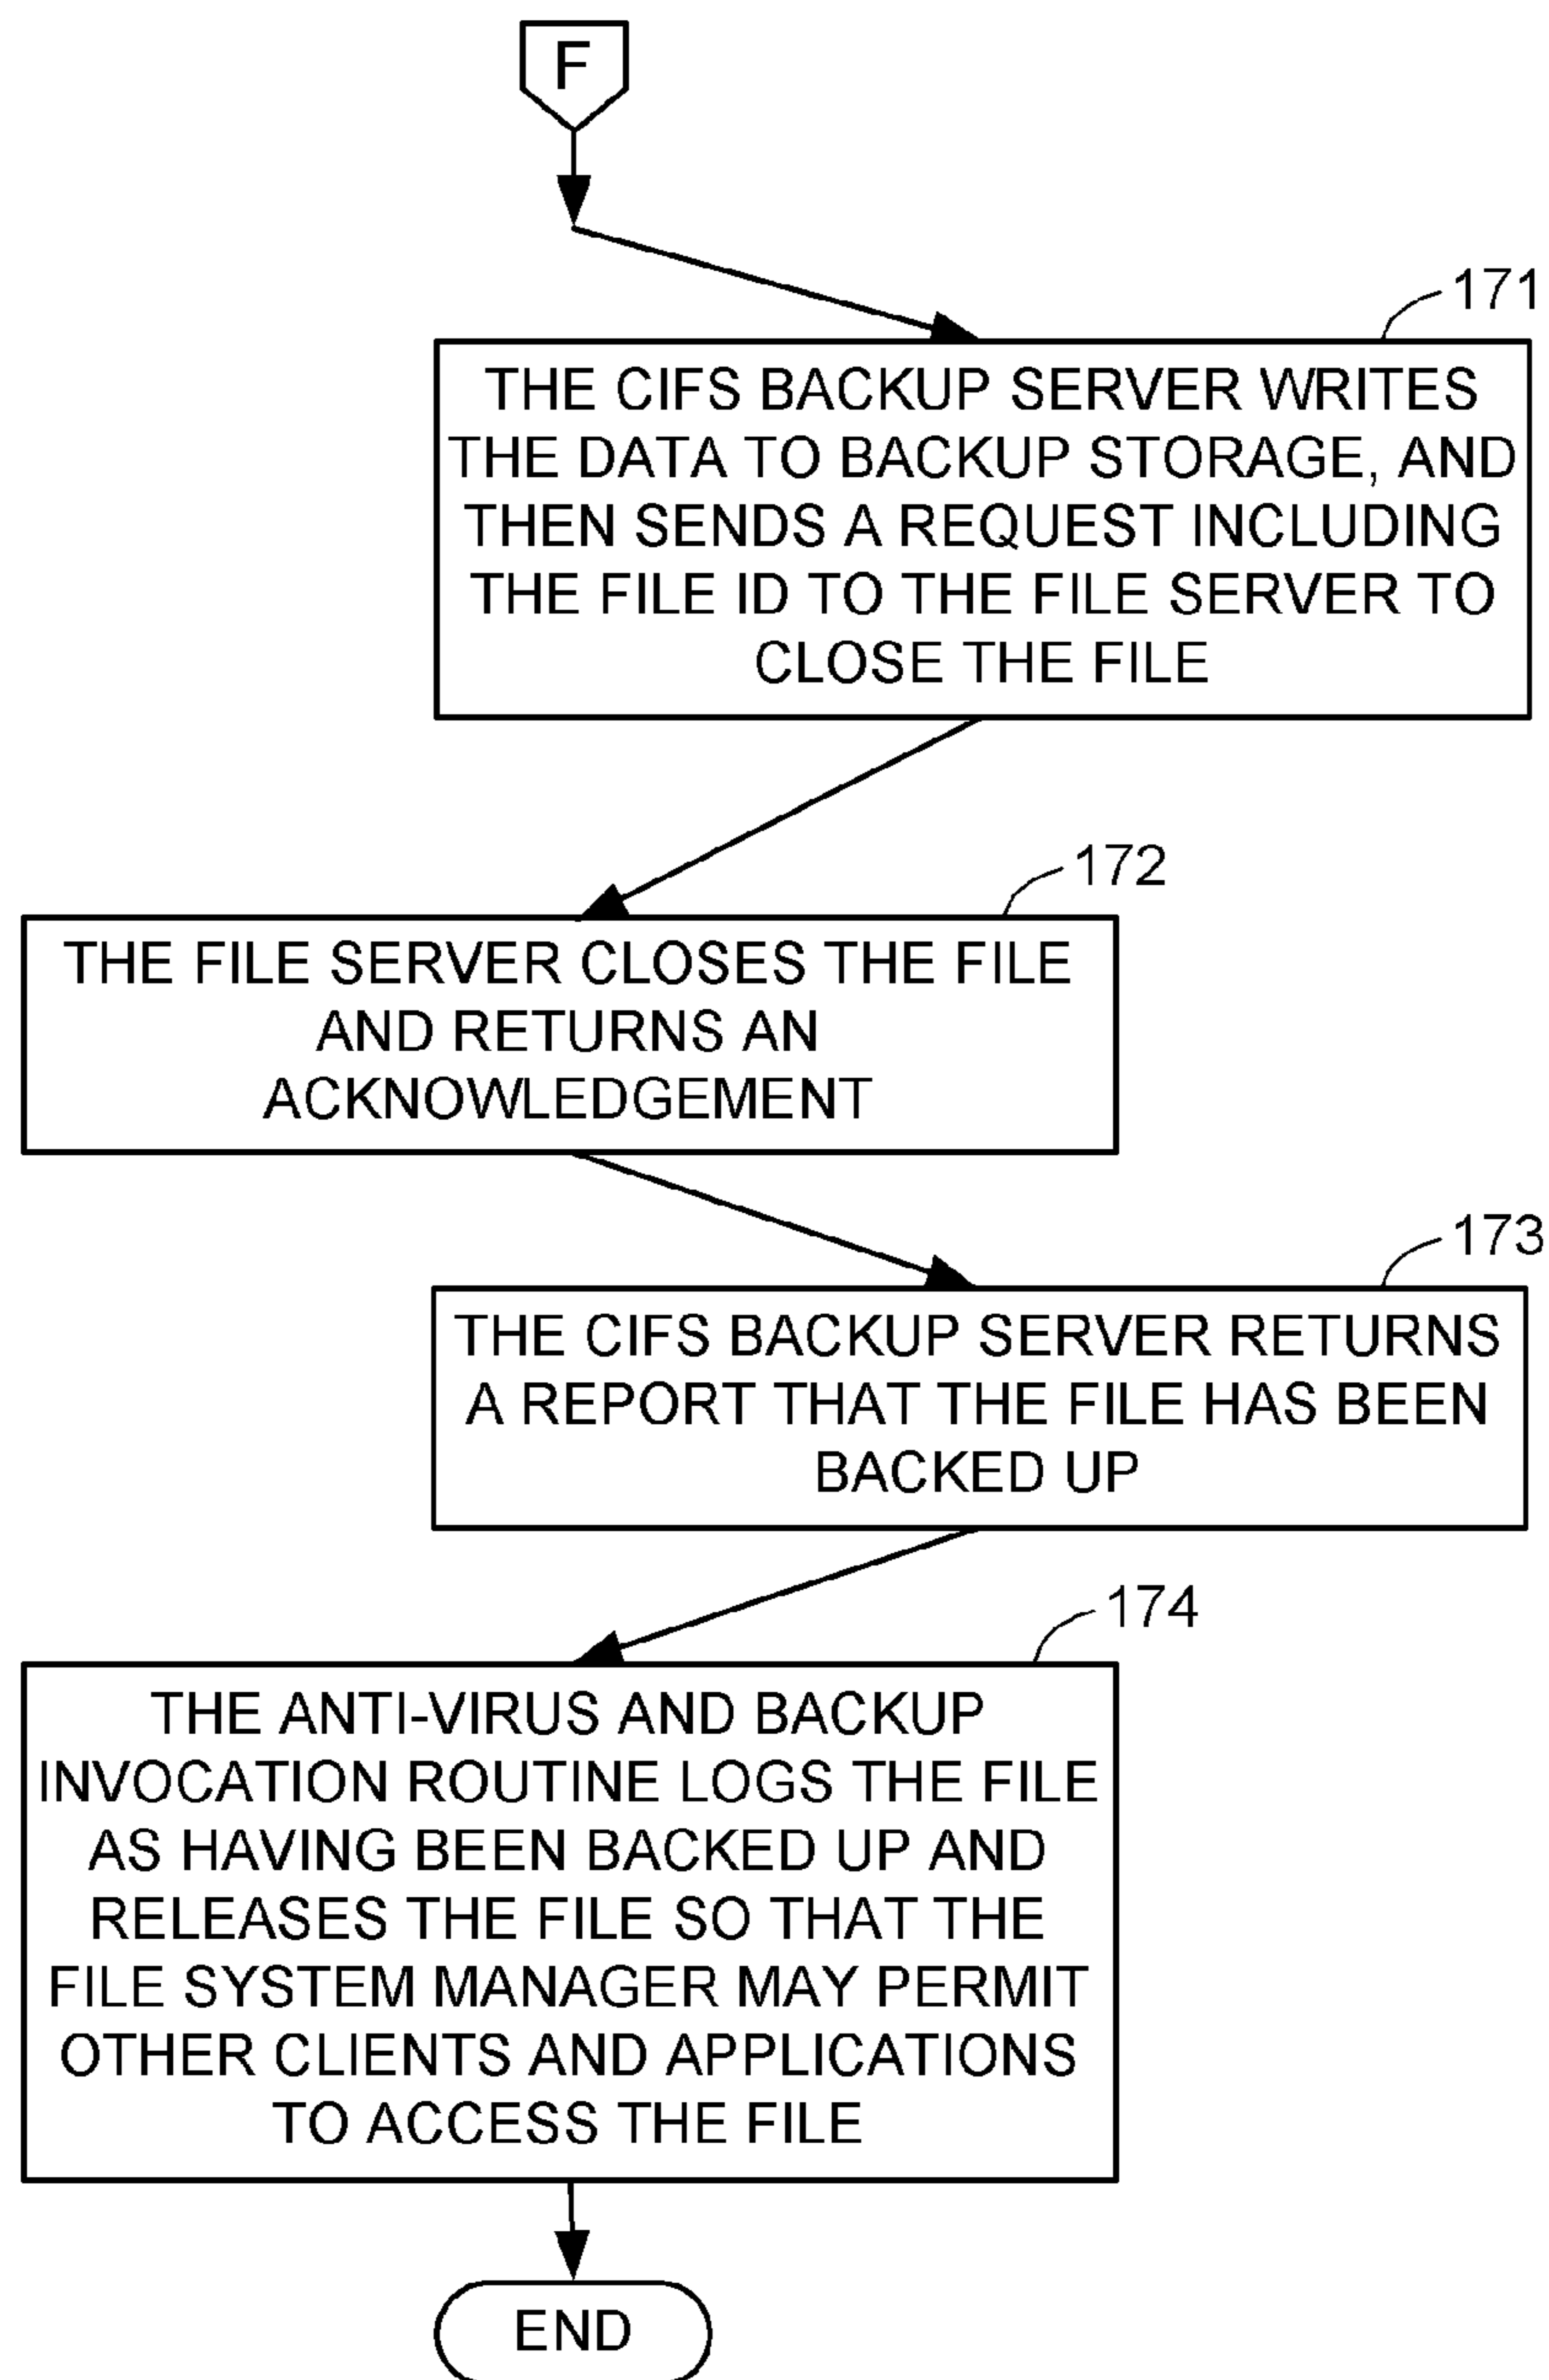 F
171
THE CIFS BACKUP SERVER WRITES
THE DATA TO BACKUP STORAGE, AND
THEN SENDS A REQUEST INCLUDING
THE FILE ID TO THE FILE SERVER TO
CLOSE THE FILE
172
THE FILE SERVER CLOSES THE FILE
AND RETURNS AN
ACKNOWLEDGEMENT
173
THE CIFS BACKUP SERVER RETURNS
A REPORT THAT THE FILE HAS BEEN
BACKED UP
174
THE ANTI-VIRUS AND BACKUP
INVOCATION ROUTINE LOGS THE FILE
AS HAVING BEEN BACKED UP AND
RELEASES THE FILE SO THAT THE
FILE SYSTEM MANAGER MAY PERMIT
OTHER CLIENTS AND APPLICATIONS
TO ACCESS THE FILE
END